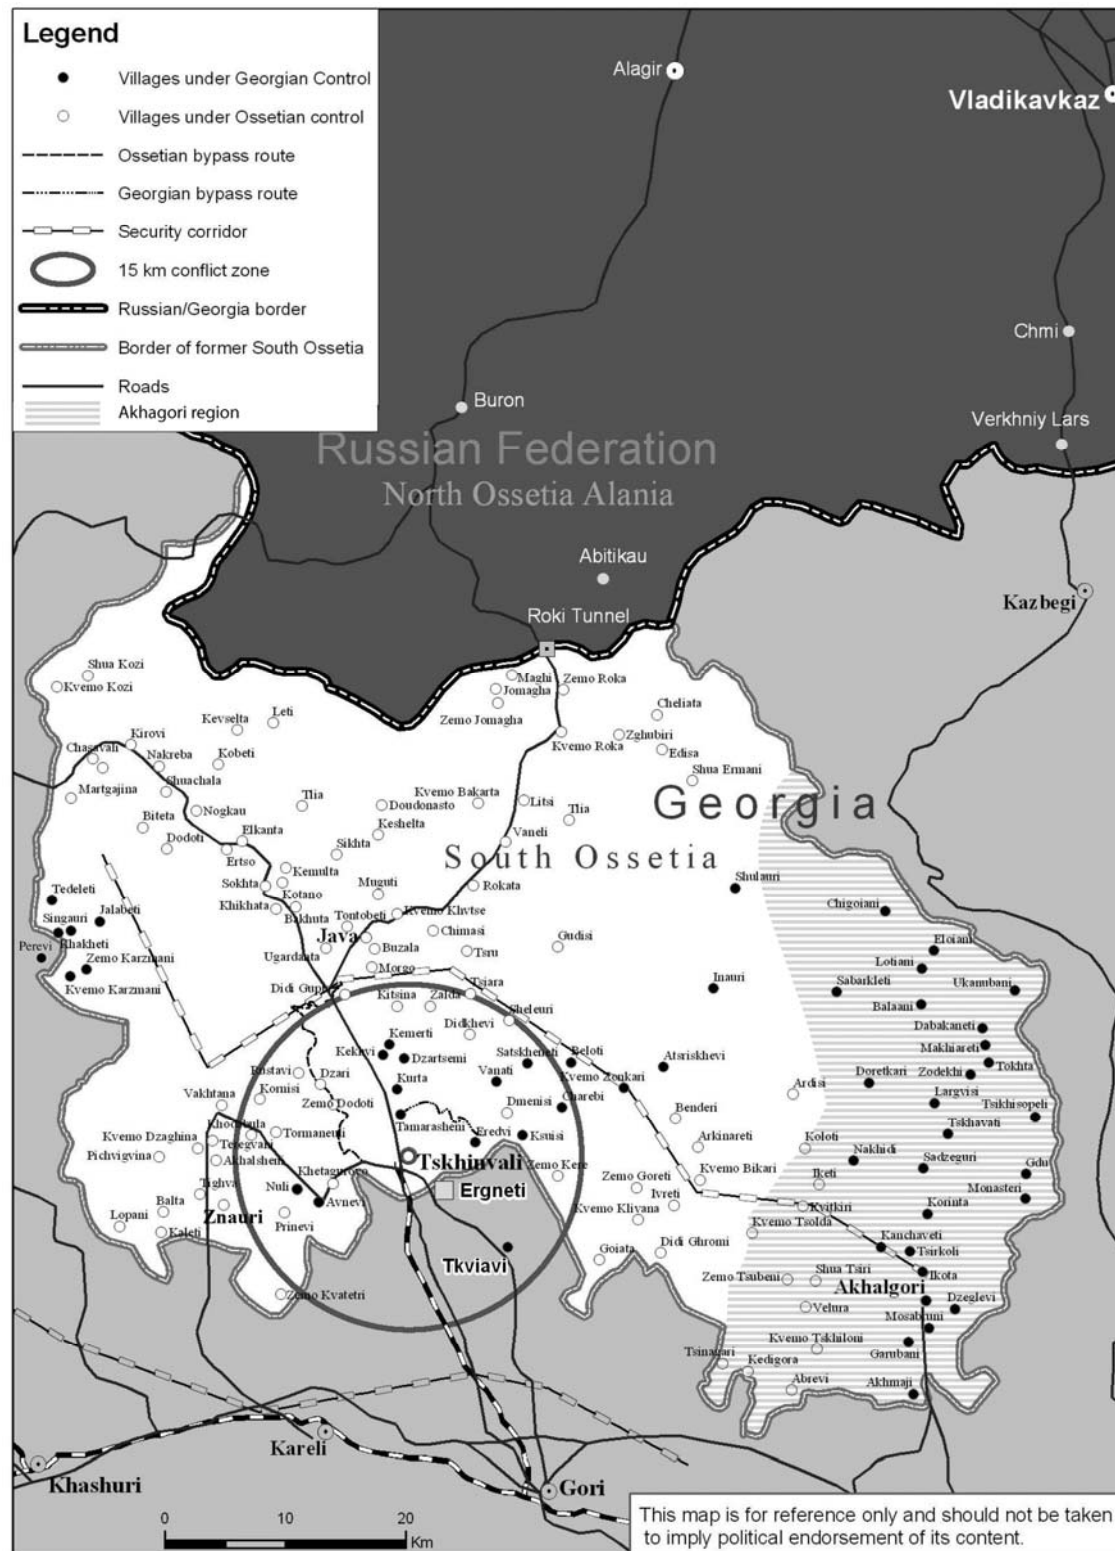 Legend
Villages under Georgian Control
Villages under Ossetian control
Ossetian bypass route
Georgian bypass route
Security corridor
15 km conflict zone
Russian/Georgia border
Border of former South Ossetia
Roads
Akhagori region
Alagir
Vladikavkaz
Chmi
Buron
Verkhniy Lars
Russian Federation
North Ossetia Alania
Abitikau
Kazbegi
Roki Tunnel
Shua Kozi
Kvemo Kozi
Maghi
Zemo Roka
Jomagha
Zemo Jomagha
Cheliata
Leti
Kevselta
Kirovi
Kvemo Roka
Zghubiri
Edisa
Chasavali
Nakreba
Kobeti
Shua Ermani
Martgajina
Shuachala
Tlia
Kvemo Bakarta
Doudonasto
Litsi
Tlia
Georgia
Nogkau
Biteta
Keshelta
Elkanta
Dodoti
Vaneli
Ertso
Sikhta
South Ossetia
Kemulta
Sokhta
Muguti
Rokata
Shulauri
Kotano
Tedeleti
Khikhata
Bakhuta
Tontobeti
Kvemo Khvtse
Chigoiani
Singauri
Jalabeti
Java
Chimasi
Perevi
Rhakheti
Buzala
Tsru
Gudisi
Eloiani
Zemo Karzmani
Ugardanta
Lotiani
Kvemo Karzmani
Morgo
Inauri
Sabarkleti
Ukanubani
Didi Gupt
Tsiara
Kitsina
Zalda
Balaani
Sheleuri
Didkhevi
Dabakaneti
Kemerti
Makhiareti
Kekhvi
Dzartsemi
Satskheneti
Beloti
Atsriskhevi
Tokhta
Rustavi
Dzari
Kurta
Vanati
Kvemo Zonkari
Doretkari
Zodekhi
Vakhtana
Kornisi
Ardisi
Largvisi
Zemo Dodoti
Dmenisi
Charebi
Tsikhisopeli
Benderi
Tamarasheni
Eredvi
Ksuisi
Tskhavati
Kvemo Dzaghina
Teregvani
Tormaneuli
Arkinareti
Koloti
Nakhidi
Pichvigvina
Akhalsheni
Tskhinvali
Sadzeguri
Khetagurovo
Zemo Kere
Kvemo Bikari
Gdu
Tighva
Nuli
Ergneti
Zemo Goreti
Iketi
Monasteri
Balta
Avnevi
Ivreti
Kvitkiri
Znauri
Lopani
Prinevi
Kvemo Kliyana
Korinta
Kaleti
Kvemo Tsolda
Kanchaveti
Tkviavi
Goiata
Didi Ghromi
Tsirkoli
Zemo Tsubeni
Shua Tsiri
Ikota
Akhalgori
Zemo Kvatetri
Velura
Dzeglevi
Mosabruni
Kvemo Tskhiloni
Garubani
Tsinagari
Kedigora
Abrevi
Akhmaji
Kareli
Khashuri
Gori
0 10 20
Km
This map is for reference only and should not be taken
to imply political endorsement of its content.